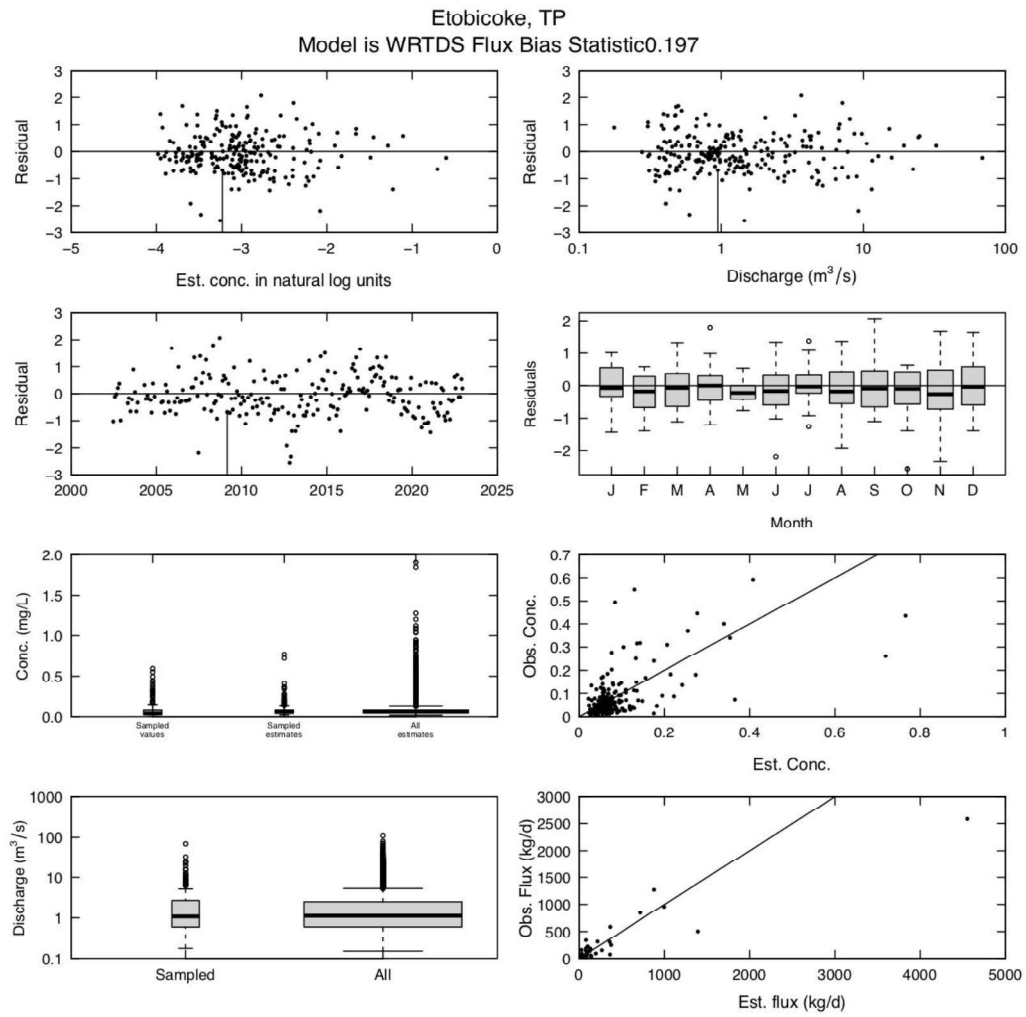 Etobicoke, TP
Model is WRTDS Flux Bias Statistic0.197
3
2
1
0
−1
−2
−3
Residual
−5 −4 −3 −2 −1 0
Est. conc. in natural log units
3
2
1
0
−1
−2
−3
Residual
0.1 1 10 100
Discharge (m³/s)
3
2
1
0
−1
−2
−3
Residual
2000 2005 2010 2015 2020 2025
2
1
0
−1
−2
Residuals
J F M A M J J A S O N D
Month
2.0
1.5
1.0
0.5
0.0
Conc. (mg/L)
Sampled Sampled All
values estimates estimates
0.7
0.6
0.5
0.4
0.3
0.2
0.1
0
Obs. Conc.
0 0.2 0.4 0.6 0.8 1
Est. Conc.
1000
100
10
1
0.1
Discharge (m³/s)
Sampled All
3000
2500
2000
1500
1000
500
0
Obs. Flux (kg/d)
0 1000 2000 3000 4000 5000
Est. flux (kg/d)